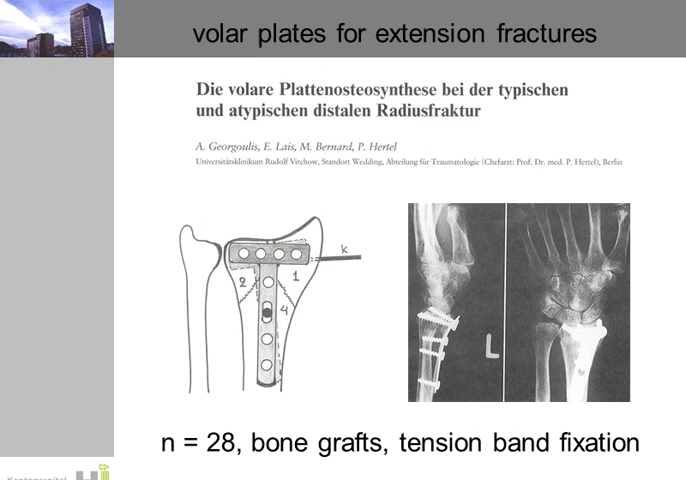 volar plates for extension fractures
Die volare Plattenosteosynthese bei der typischen
und atypischen distalen Radiusfraktur
A. Georgoulis, E. Lais, M. Bernard, P. Hertel
Universitätsklinikum Rudolf Virchow, Standort Wedding, Abteilung für Traumatologie (Chefarzt: Prof. Dr. med. P. Hertel), Berlin
K
2
1
4
L
n = 28, bone grafts, tension band fixation